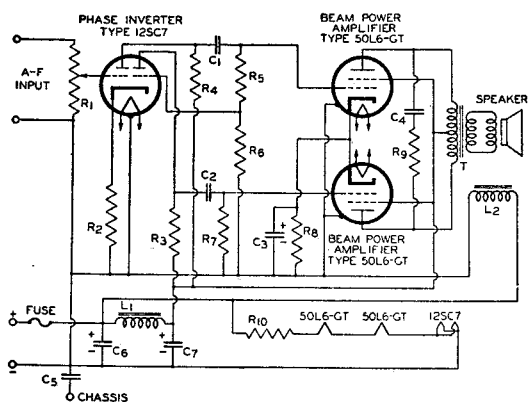 PHASE INVERTER
TYPE 12SC7
BEAM POWER
AMPLIFIER
TYPE 50L6-GT
A-F
INPUT
R1
C1
R4
R5
C4
SPEAKER
R6
R9
T
C2
L2
R2
R3
R7
C3
+
-
R8
BEAM POWER
AMPLIFIER
TYPE 50L6-GT
+
FUSE
L1
+
-
C6
+
-
C7
R10
50L6-GT
50L6-GT
12SC7
-
C5
CHASSIS